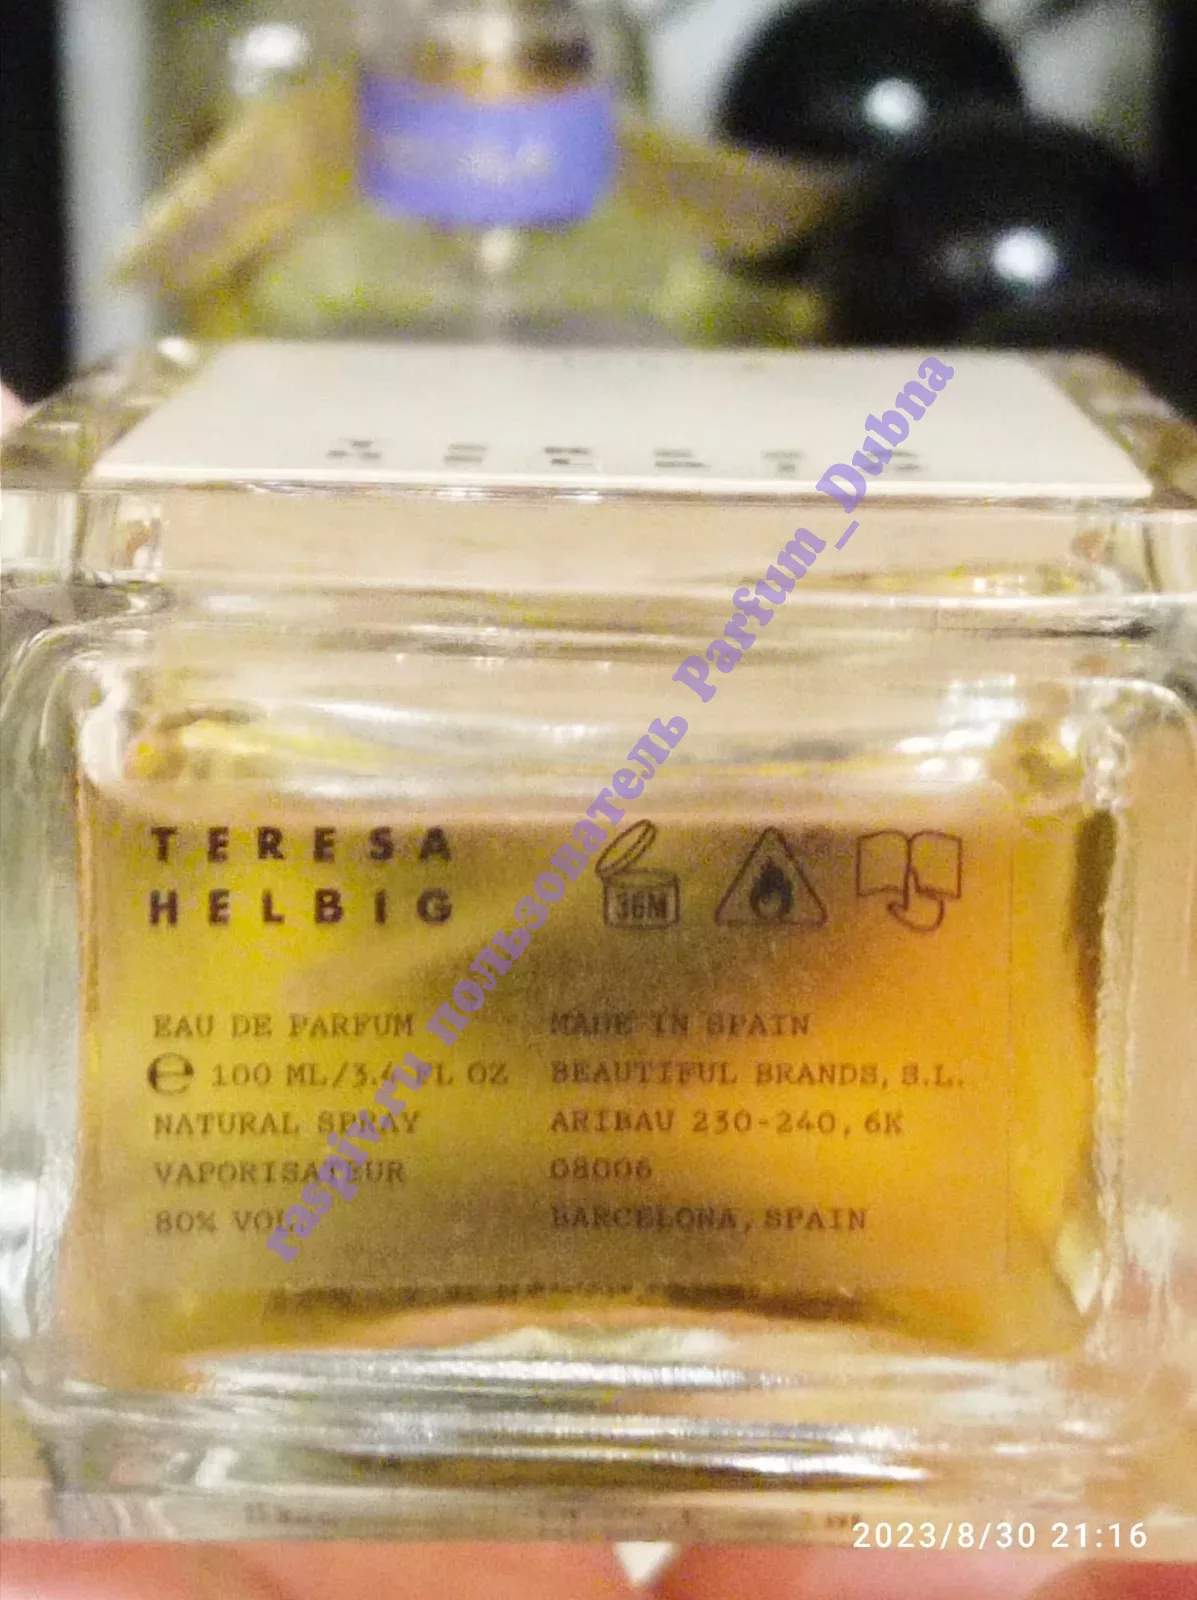 TERESA
HELBIG
36M
EAU DE PARFUM
℮ 100 ML/3.4 FL OZ
NATURAL SPRAY
VAPORISATEUR
80% VOL
MADE IN SPAIN
BEAUTIFUL BRANDS, S.L.
ARIBAU 230-240, 6K
08006
BARCELONA, SPAIN
raspiv.ru пользователь Parfum_Dubna
2023/8/30 21:16